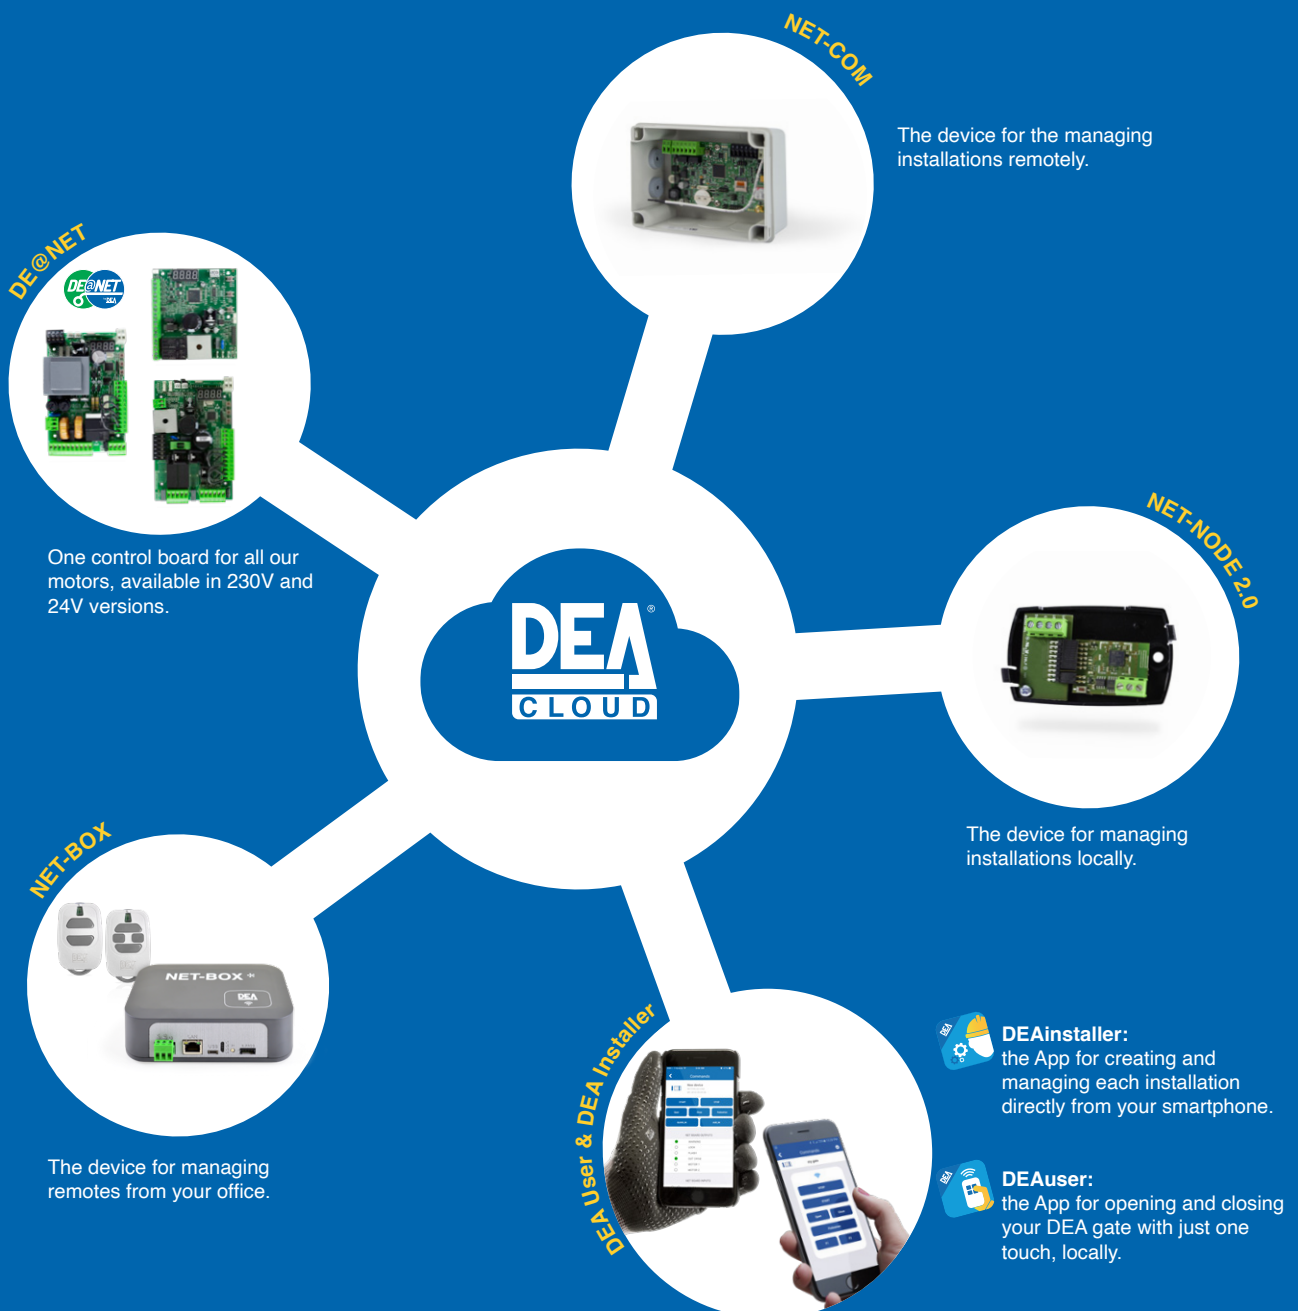 NET-COM
The device for the managing
installations remotely.
DE@NET
DE@NET
by DEA
One control board for all our
motors, available in 230V and
24V versions.
NET-NODE 2.0
The device for managing
installations locally.
DEA®
CLOUD
NET-BOX
NET-BOX
DEA
The device for managing
remotes from your office.
DEA User & DEA Installer
DEA
DEAinstaller:
the App for creating and
managing each installation
directly from your smartphone.
DEA
DEAuser:
the App for opening and closing
your DEA gate with just one
touch, locally.